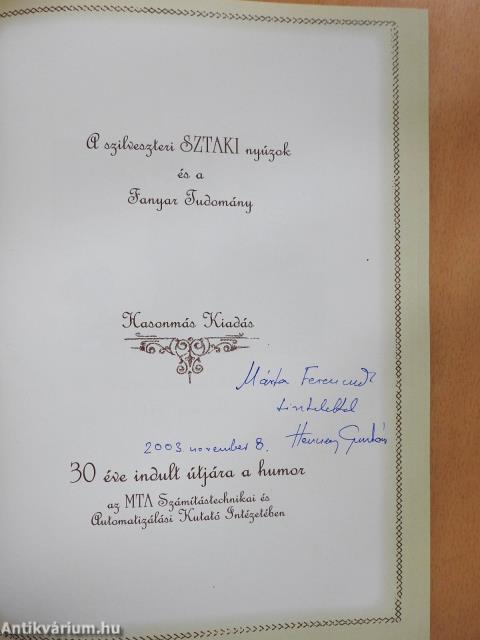 A szilveszteri SZTAKI nyúzok
és a
Fanyar Tudomány
Hasonmás Kiadás
Márta Ferencnek
tisztelettel
2003 november 8.
30 éve indult útjára a humor
az MTA Számítástechnikai és
Automatizálási Kutató Intézetében
Antikvárium.hu